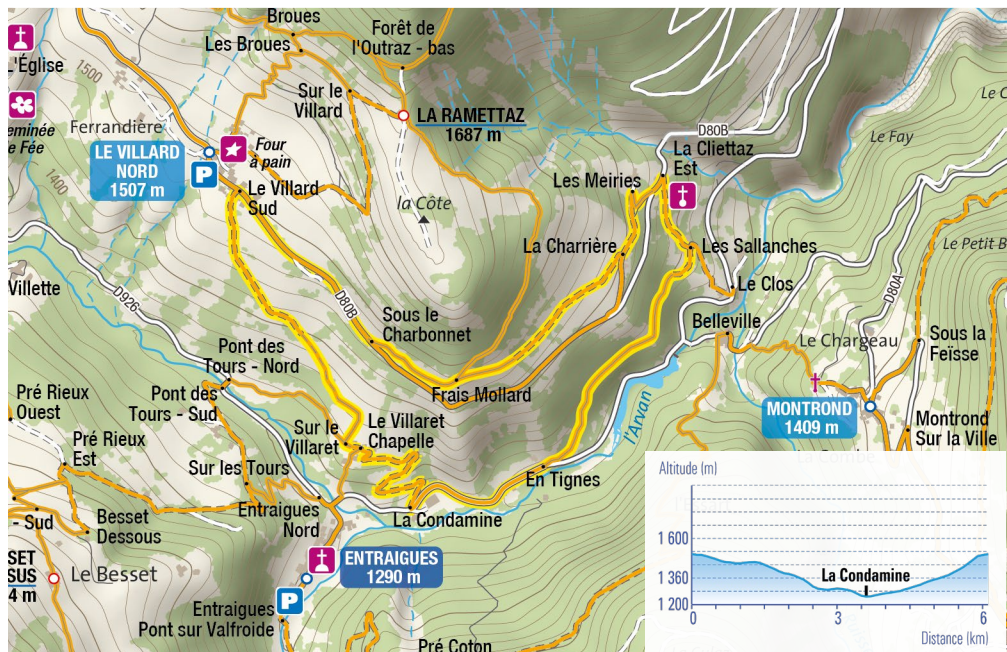 Broues
Les Broues
Forêt de
l'Outraz - bas
L'Église
1500
Sur le
Villard
LA RAMETTAZ
1687 m
D80B
Le Fay
Ferrandière
eminée
e Fée
Four
à pain
LE VILLARD
NORD
1507 m
P
La Cliettaz
Est
1400
Le Villard
Sud
Les Meiries
la Côte
La Charrière
Les Sallanches
Le Petit B
Villette
D926
D80B
Le Clos
D80A
Sous le
Charbonnet
Belleville
Pont des
Tours - Nord
Le Chargeau
Sous la
Feisse
Pont des
Tours - Sud
Frais Mollard
Pré Rieux
Ouest
Le Villaret
Chapelle
l'Arvan
MONTROND
1409 m
Sur le
Villaret
Pré Rieux
Est
Montrond
Sur la Ville
Sur les Tours
En Tignes
- Sud
Besset
Dessous
Entraigues
Nord
La Condamine
SET
SUS
4 m
Le Besset
ENTRAIGUES
1290 m
P
Entraigues
Pont sur Valfroide
Pré Coton
Altitude (m)
1 600
1 360
1 200
La Condamine
0
3
6
Distance (km)